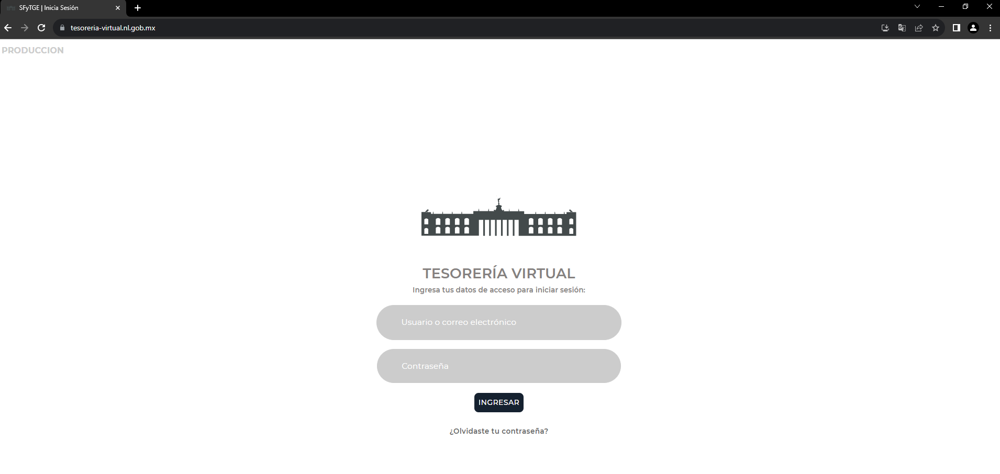 SFyTGE | Inicia Sesión
tesoreria-virtual.nl.gob.mx
PRODUCCION
TESORERÍA VIRTUAL
Ingresa tus datos de acceso para iniciar sesión:
Usuario o correo electrónico
Contraseña
INGRESAR
¿Olvidaste tu contraseña?